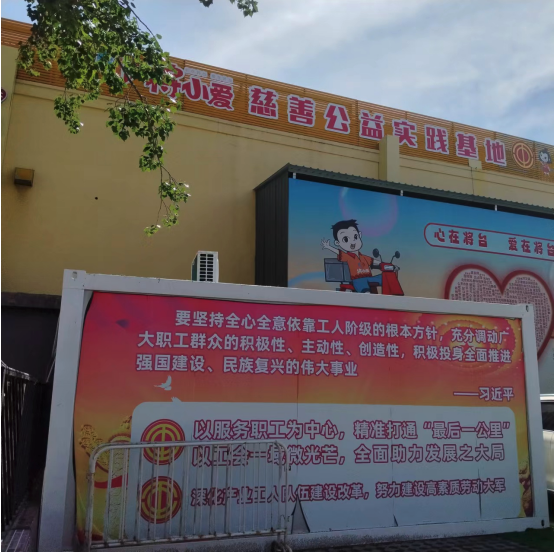 将小爱 慈善公益实践基地
心在将台 爱在将台
要坚持全心全意依靠工人阶级的根本方针，充分调动广
大职工群众的积极性、主动性、创造性，积极投身全面推进
强国建设、民族复兴的伟大事业
——习近平
以服务职工为中心，精准打通“最后一公里”
以工会一域微光芒，全面助力发展之大局
深化产业工人队伍建设改革，努力建设高素质劳动大军